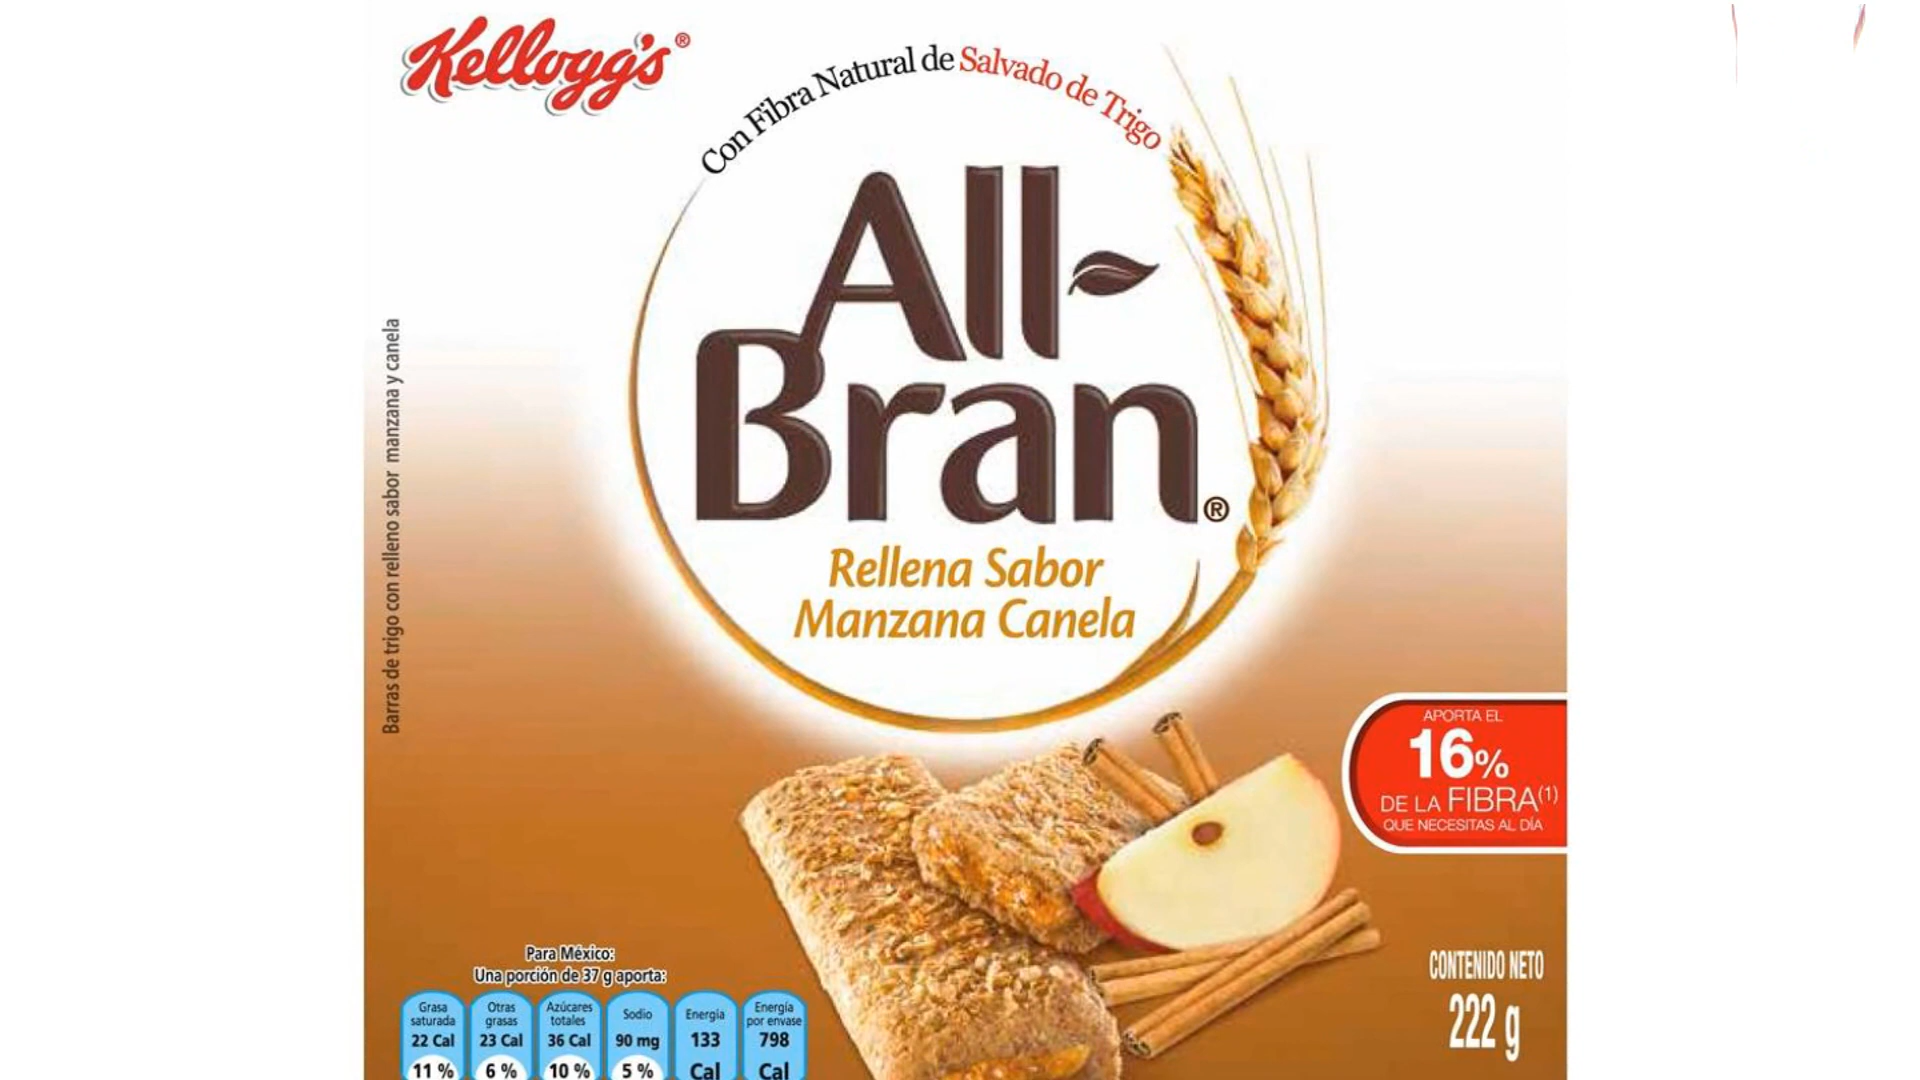 Kellogg's®
Con Fibra Natural de Salvado de Trigo
All-
Bran®
Rellena Sabor
Manzana Canela
Barras de trigo con relleno sabor manzana y canela
APORTA EL
16%
DE LA FIBRA(1)
QUE NECESITAS AL DÍA
CONTENIDO NETO
222 g
Para México:
Una porción de 37 g aporta:
Grasa saturada 22 Cal 11 %
Otras grasas 23 Cal 6 %
Azúcares totales 36 Cal 10 %
Sodio 90 mg 5 %
Energía 133 Cal
Energía por envase 798 Cal